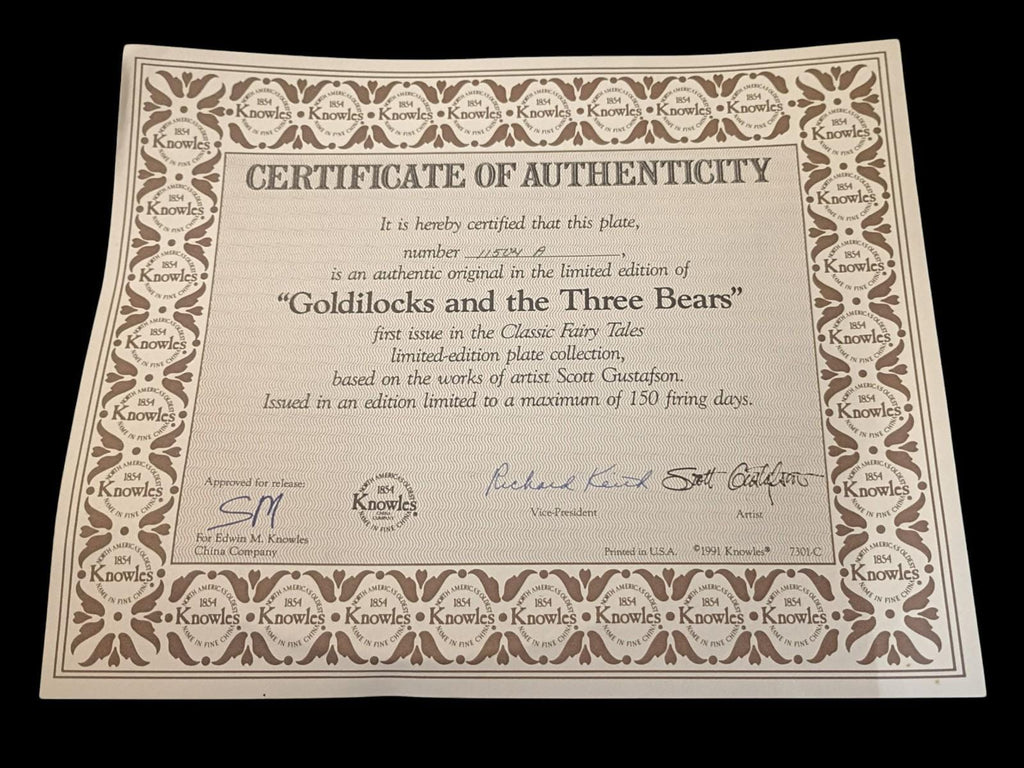 CERTIFICATE OF AUTHENTICITY
It is hereby certified that this plate,
number 11504 A,
is an authentic original in the limited edition of
"Goldilocks and the Three Bears"
first issue in the Classic Fairy Tales
limited-edition plate collection,
based on the works of artist Scott Gustafson.
Issued in an edition limited to a maximum of 150 firing days.
Approved for release:
SM
For Edwin M. Knowles
China Company
NORTH AMERICA'S OLDEST
1854
Knowles
CHINA
COMPANY
NAME IN FINE CHINA
Richard Keith
Vice-President
Scott Gustafson
Artist
Printed in U.S.A. ©1991 Knowles® 7301-C